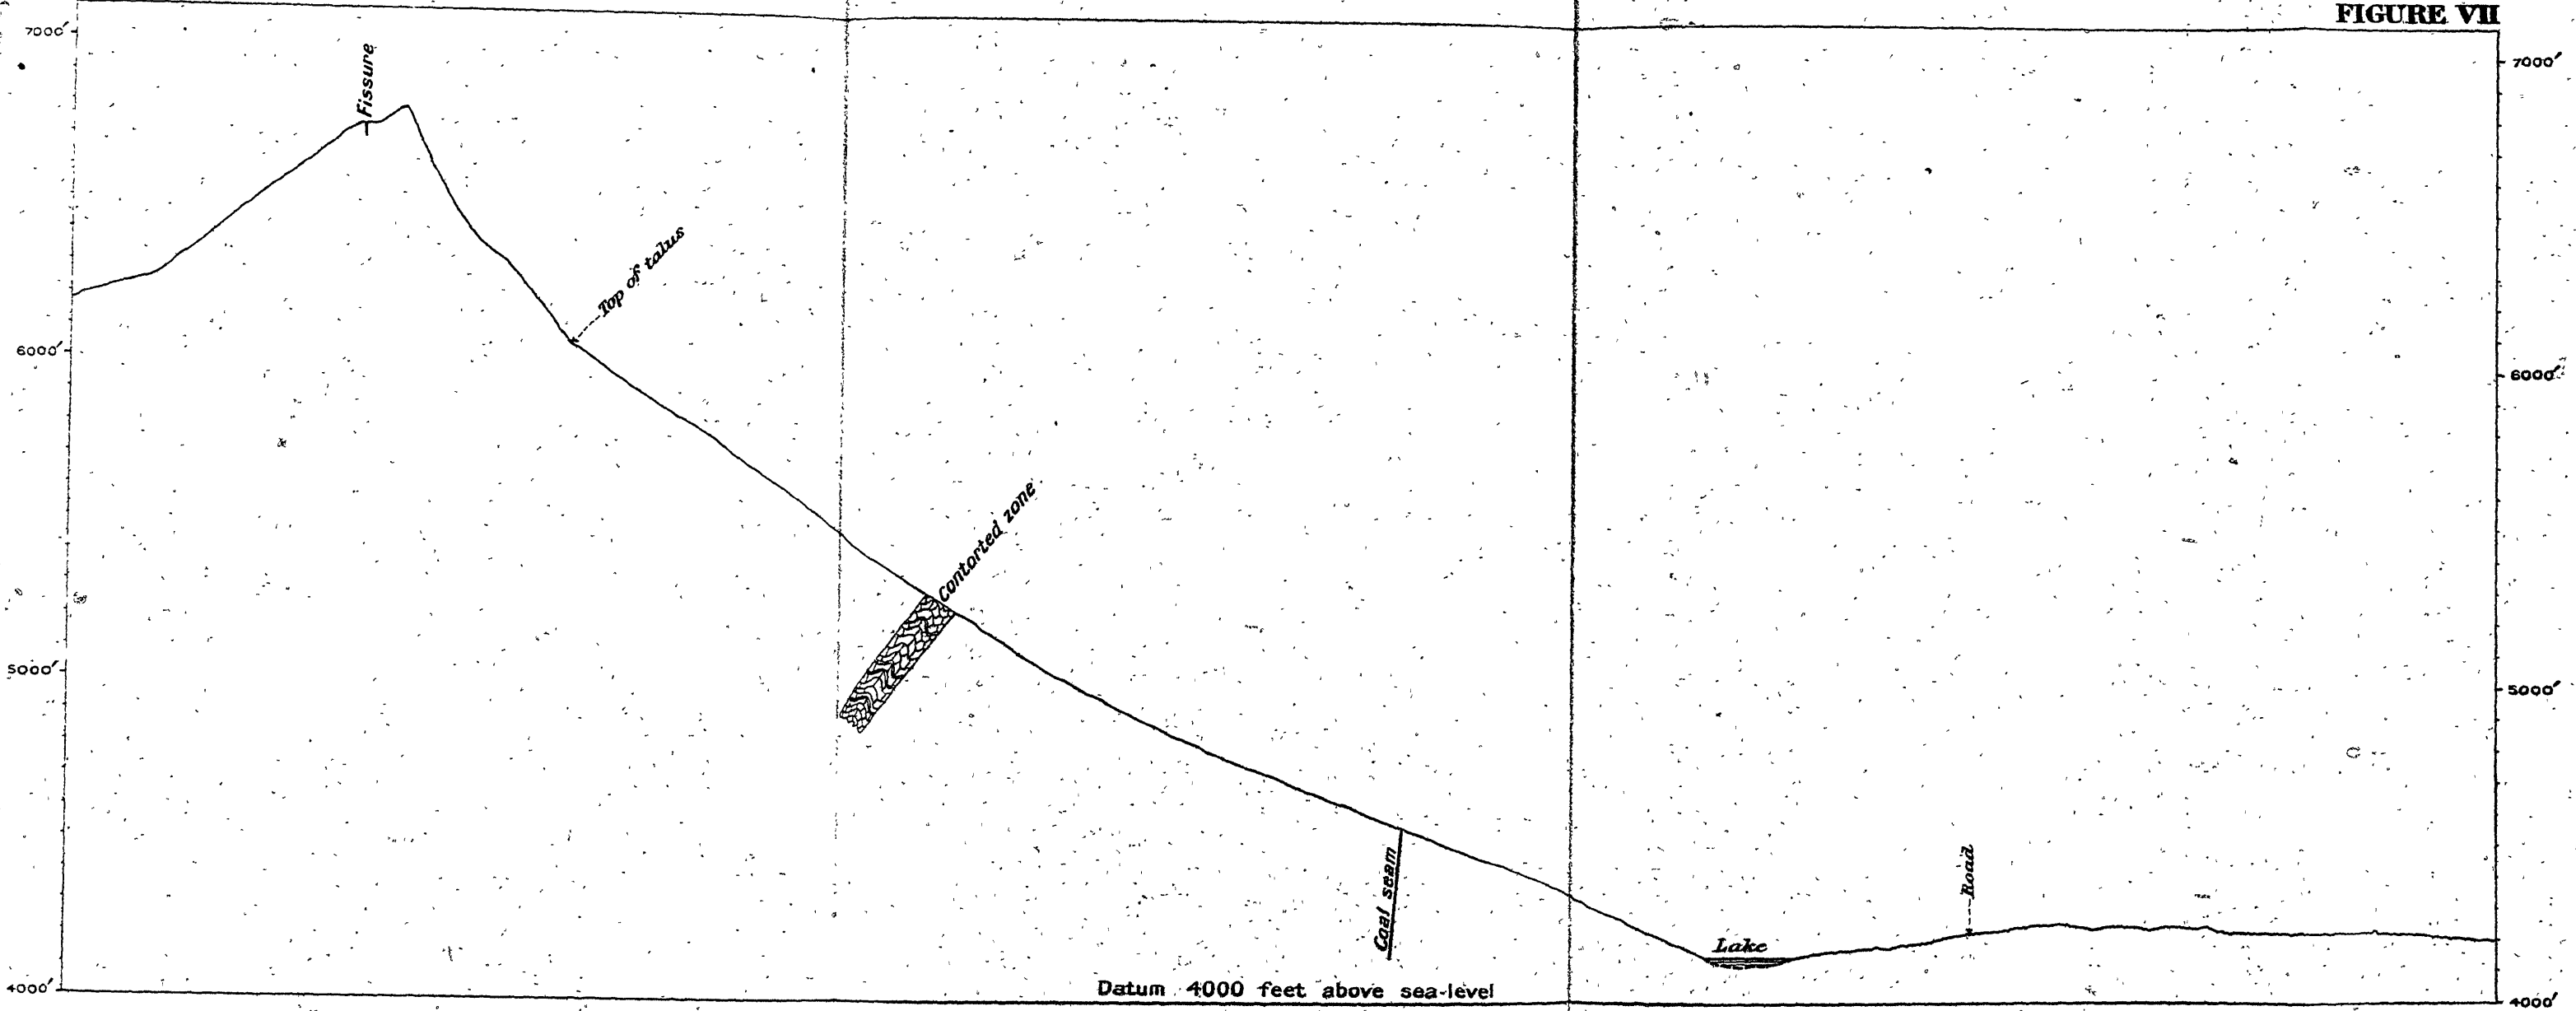 FIGURE VII
7000'
7000'
Fissure
Top of talus
6000'
6000'
Contorted zone
5000'
5000'
Coal seam
Road
Lake
Datum 4000 feet above sea-level
4000'
4000'